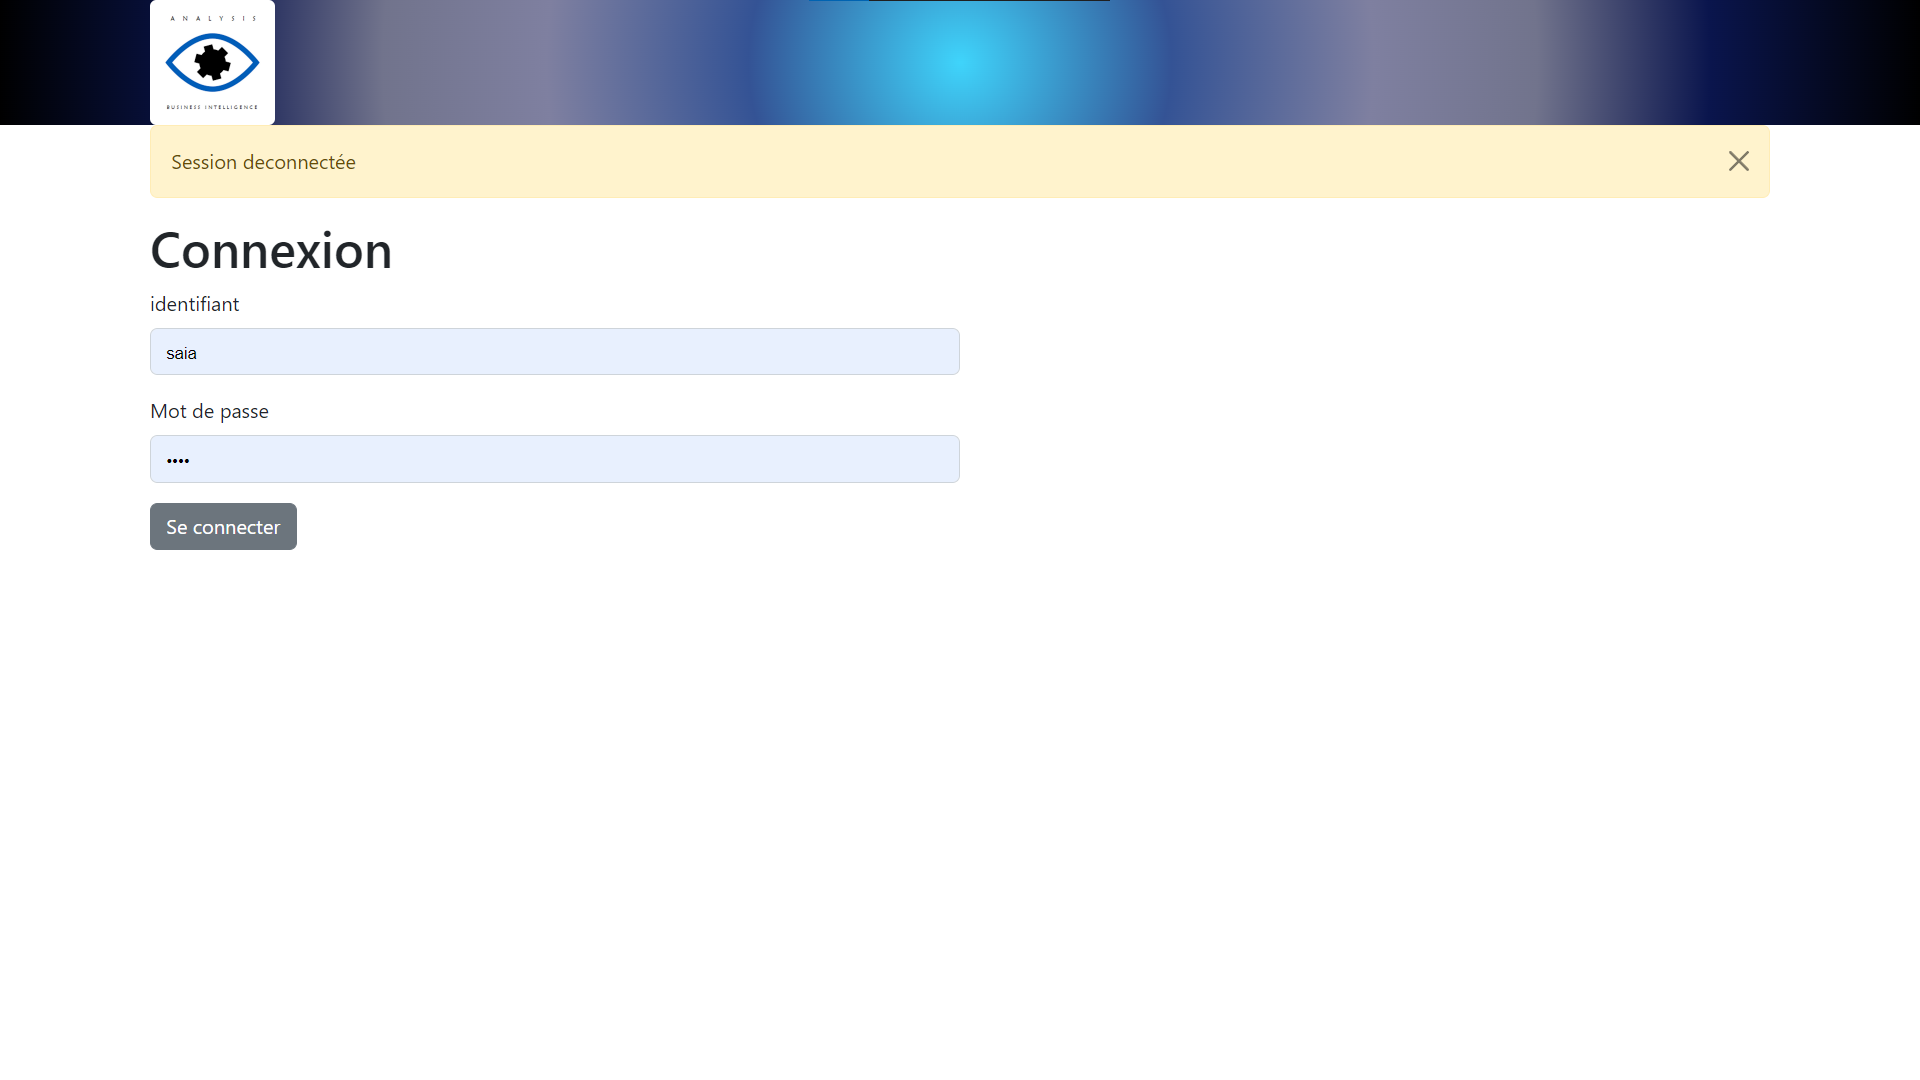 ANALYSIS
BUSINESS INTELLIGENCE
Session deconnectée
Connexion
identifiant
saia
Mot de passe
••••
Se connecter